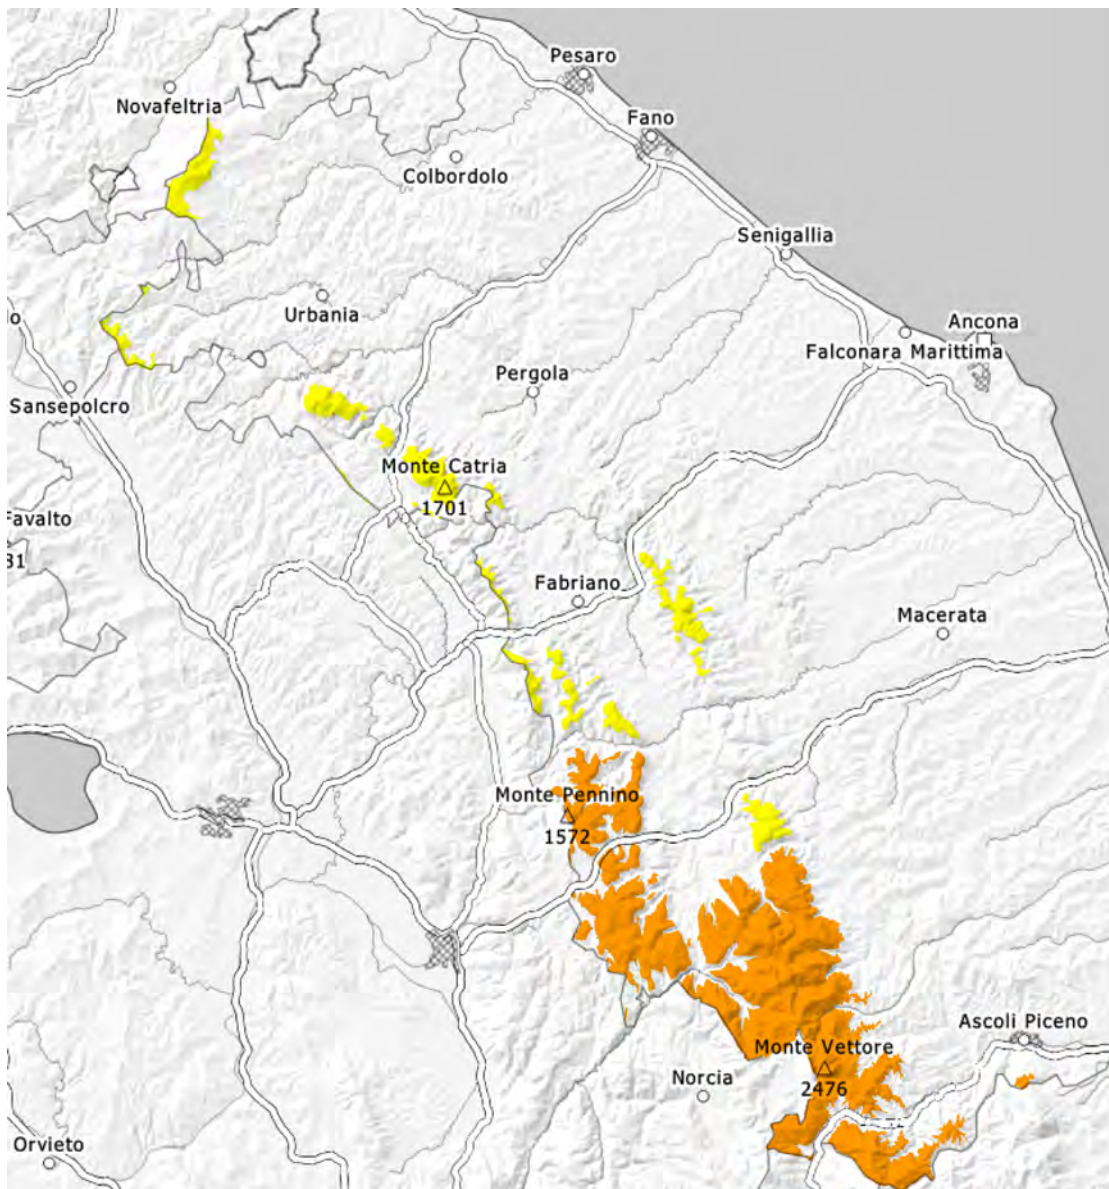 Pesaro
Novafeltria
Fano
Colbordolo
Senigallia
Urbania
Ancona
o
Falconara Marittima
Pergola
Sansepolcro
Monte Catria
1701
Favalto
31
Fabriano
Macerata
Monte Pennino
1572
Ascoli Piceno
Monte Vettore
Norcia
2476
Orvieto